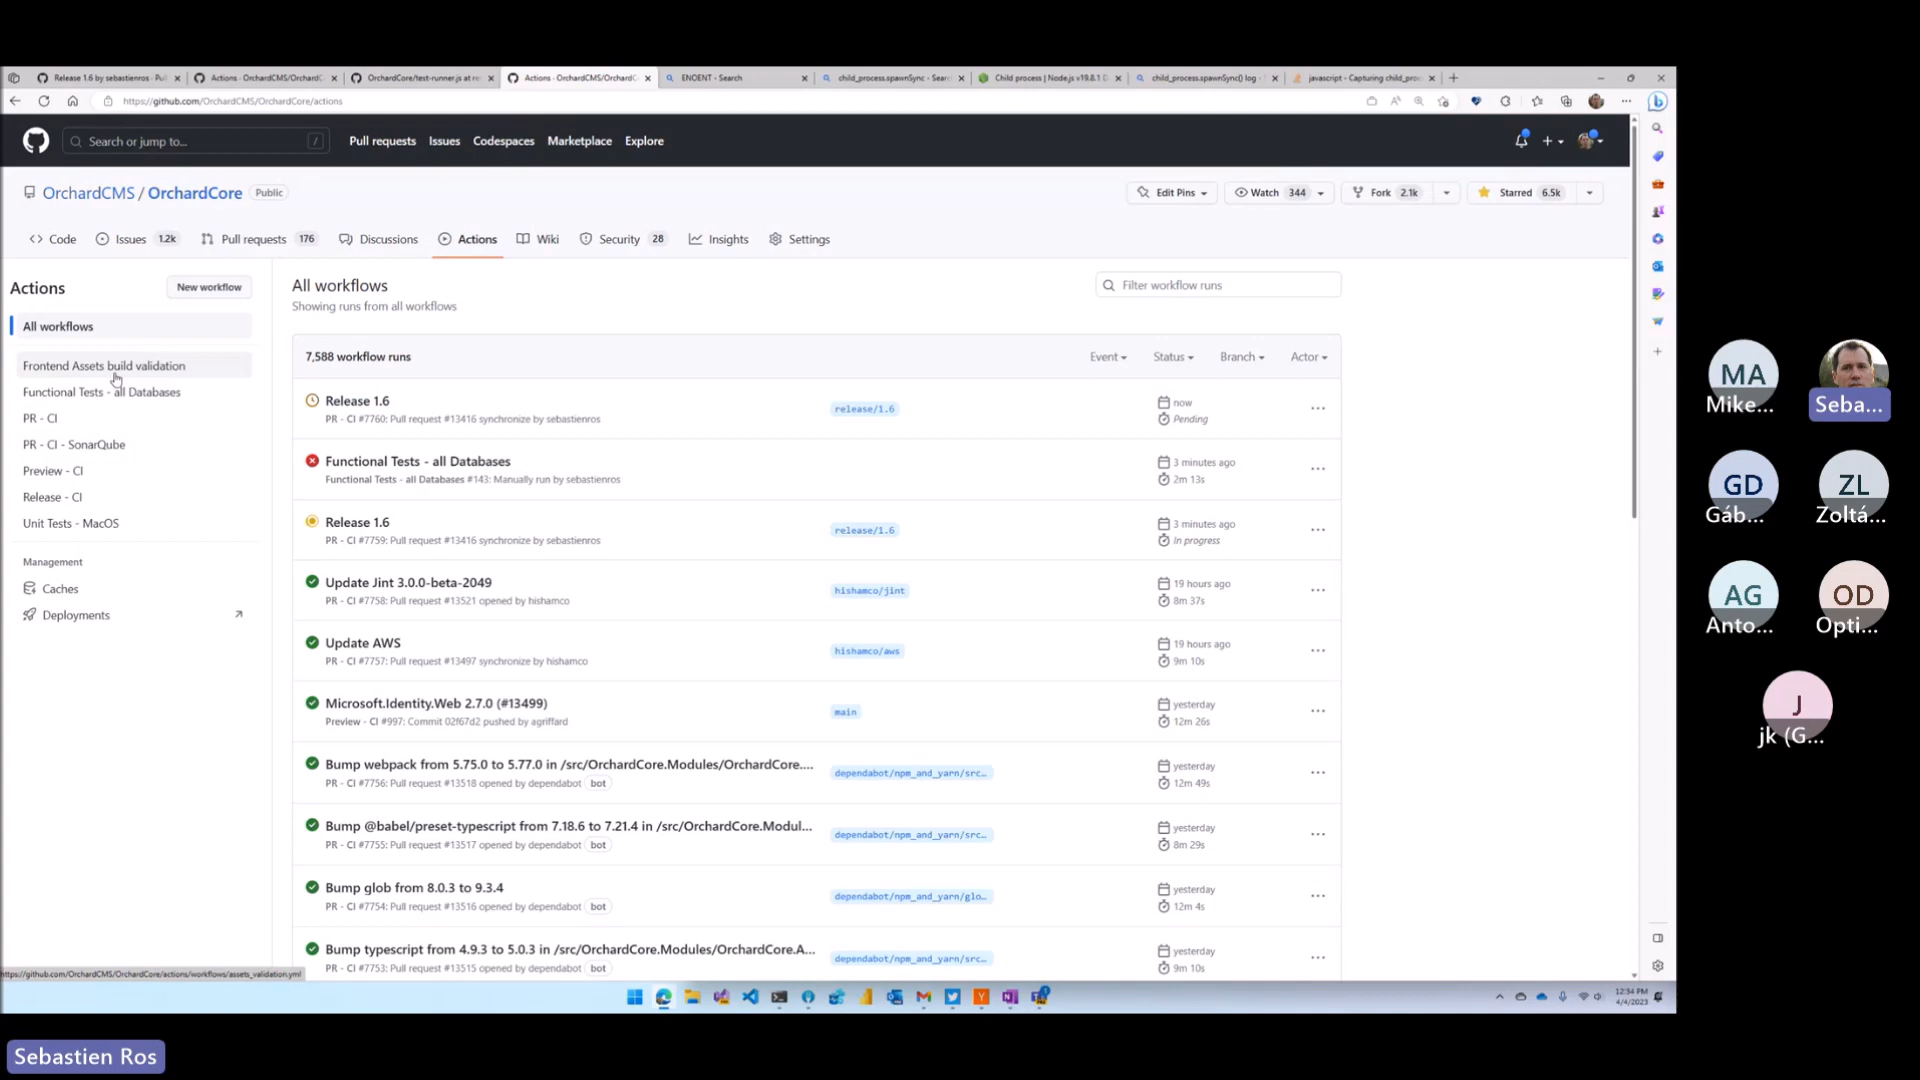 Release 1.6 by sebastienros · Pul
Actions · OrchardCMS/OrchardC
OrchardCore/test-runner.js at re
Actions · OrchardCMS/OrchardC
ENOENT - Search
child_process.spawnSync - Sear
Child process | Node.js v19.8.1 D
child_process.spawnSync() log -
javascript - Capturing child_proc
https://github.com/OrchardCMS/OrchardCore/actions
Search or jump to...
/
Pull requests
Issues
Codespaces
Marketplace
Explore
OrchardCMS / OrchardCore
Public
Edit Pins
Watch 344
Fork 2.1k
Starred 6.5k
Code
Issues 1.2k
Pull requests 176
Discussions
Actions
Wiki
Security 28
Insights
Settings
Actions
New workflow
All workflows
Frontend Assets build validation
Functional Tests - all Databases
PR - CI
PR - CI - SonarQube
Preview - CI
Release - CI
Unit Tests - MacOS
Management
Caches
Deployments
All workflows
Showing runs from all workflows
Filter workflow runs
7,588 workflow runs
Event
Status
Branch
Actor
Release 1.6
PR - CI #7760: Pull request #13416 synchronize by sebastienros
release/1.6
now
Pending
Functional Tests - all Databases
Functional Tests - all Databases #143: Manually run by sebastienros
3 minutes ago
2m 13s
Release 1.6
PR - CI #7759: Pull request #13416 synchronize by sebastienros
release/1.6
3 minutes ago
In progress
Update Jint 3.0.0-beta-2049
PR - CI #7758: Pull request #13521 opened by hishamco
hishamco/jint
19 hours ago
8m 37s
Update AWS
PR - CI #7757: Pull request #13497 synchronize by hishamco
hishamco/aws
19 hours ago
9m 10s
Microsoft.Identity.Web 2.7.0 (#13499)
Preview - CI #997: Commit 02f67d2 pushed by agriffard
main
yesterday
12m 26s
Bump webpack from 5.75.0 to 5.77.0 in /src/OrchardCore.Modules/OrchardCore....
PR - CI #7756: Pull request #13518 opened by dependabot bot
dependabot/npm_and_yarn/src…
yesterday
12m 49s
Bump @babel/preset-typescript from 7.18.6 to 7.21.4 in /src/OrchardCore.Modul...
PR - CI #7755: Pull request #13517 opened by dependabot bot
dependabot/npm_and_yarn/src…
yesterday
8m 29s
Bump glob from 8.0.3 to 9.3.4
PR - CI #7754: Pull request #13516 opened by dependabot bot
dependabot/npm_and_yarn/glo…
yesterday
12m 4s
Bump typescript from 4.9.3 to 5.0.3 in /src/OrchardCore.Modules/OrchardCore.A...
PR - CI #7753: Pull request #13515 opened by dependabot bot
dependabot/npm_and_yarn/src…
yesterday
9m 10s
https://github.com/OrchardCMS/OrchardCore/actions/workflows/assets_validation.yml
12:34 PM
4/4/2023
MA
Mike...
Seba...
GD
Gáb...
ZL
Zoltá...
AG
Anto...
OD
Opti...
J
jk (G...
Sebastien Ros